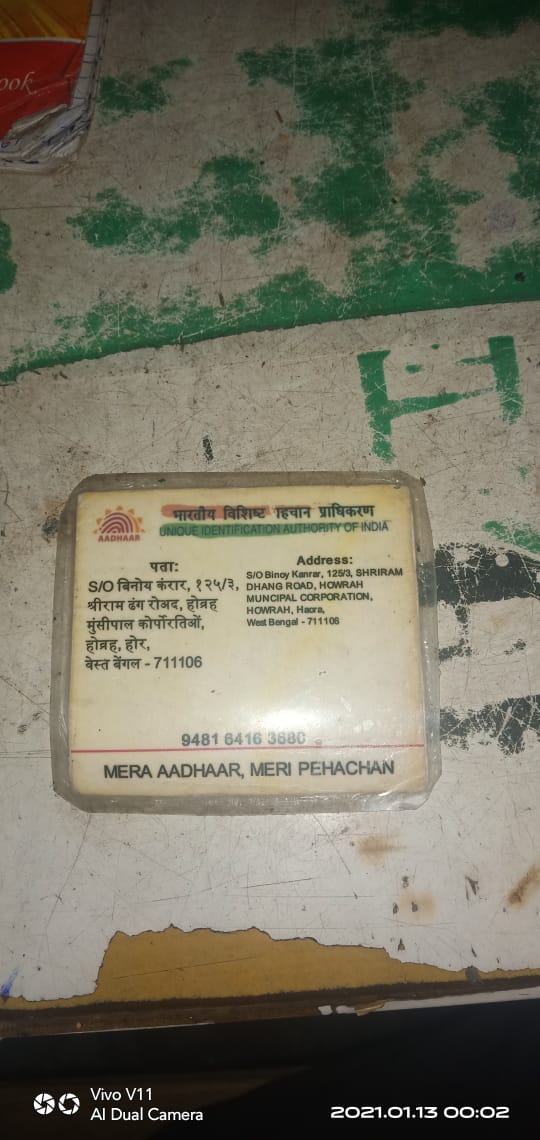 ook
भारतीय विशिष्ट पहचान प्राधिकरण
UNIQUE IDENTIFICATION AUTHORITY OF INDIA
AADHAAR
पता:
S/O बिनोय कंरार, १२५/३,
श्रीराम ढंग रोअद, होव्रह
मुंसीपाल कोर्पोरतिओं,
होव्रह, होर,
वेस्त बेंगल - 711106
Address:
S/O Binoy Kanrar, 125/3, SHRIRAM
DHANG ROAD, HOWRAH
MUNCIPAL CORPORATION,
HOWRAH, Haora,
West Bengal - 711106
9481 6416 3680
MERA AADHAAR, MERI PEHACHAN
Vivo V11
AI Dual Camera
2021.01.13 00:02